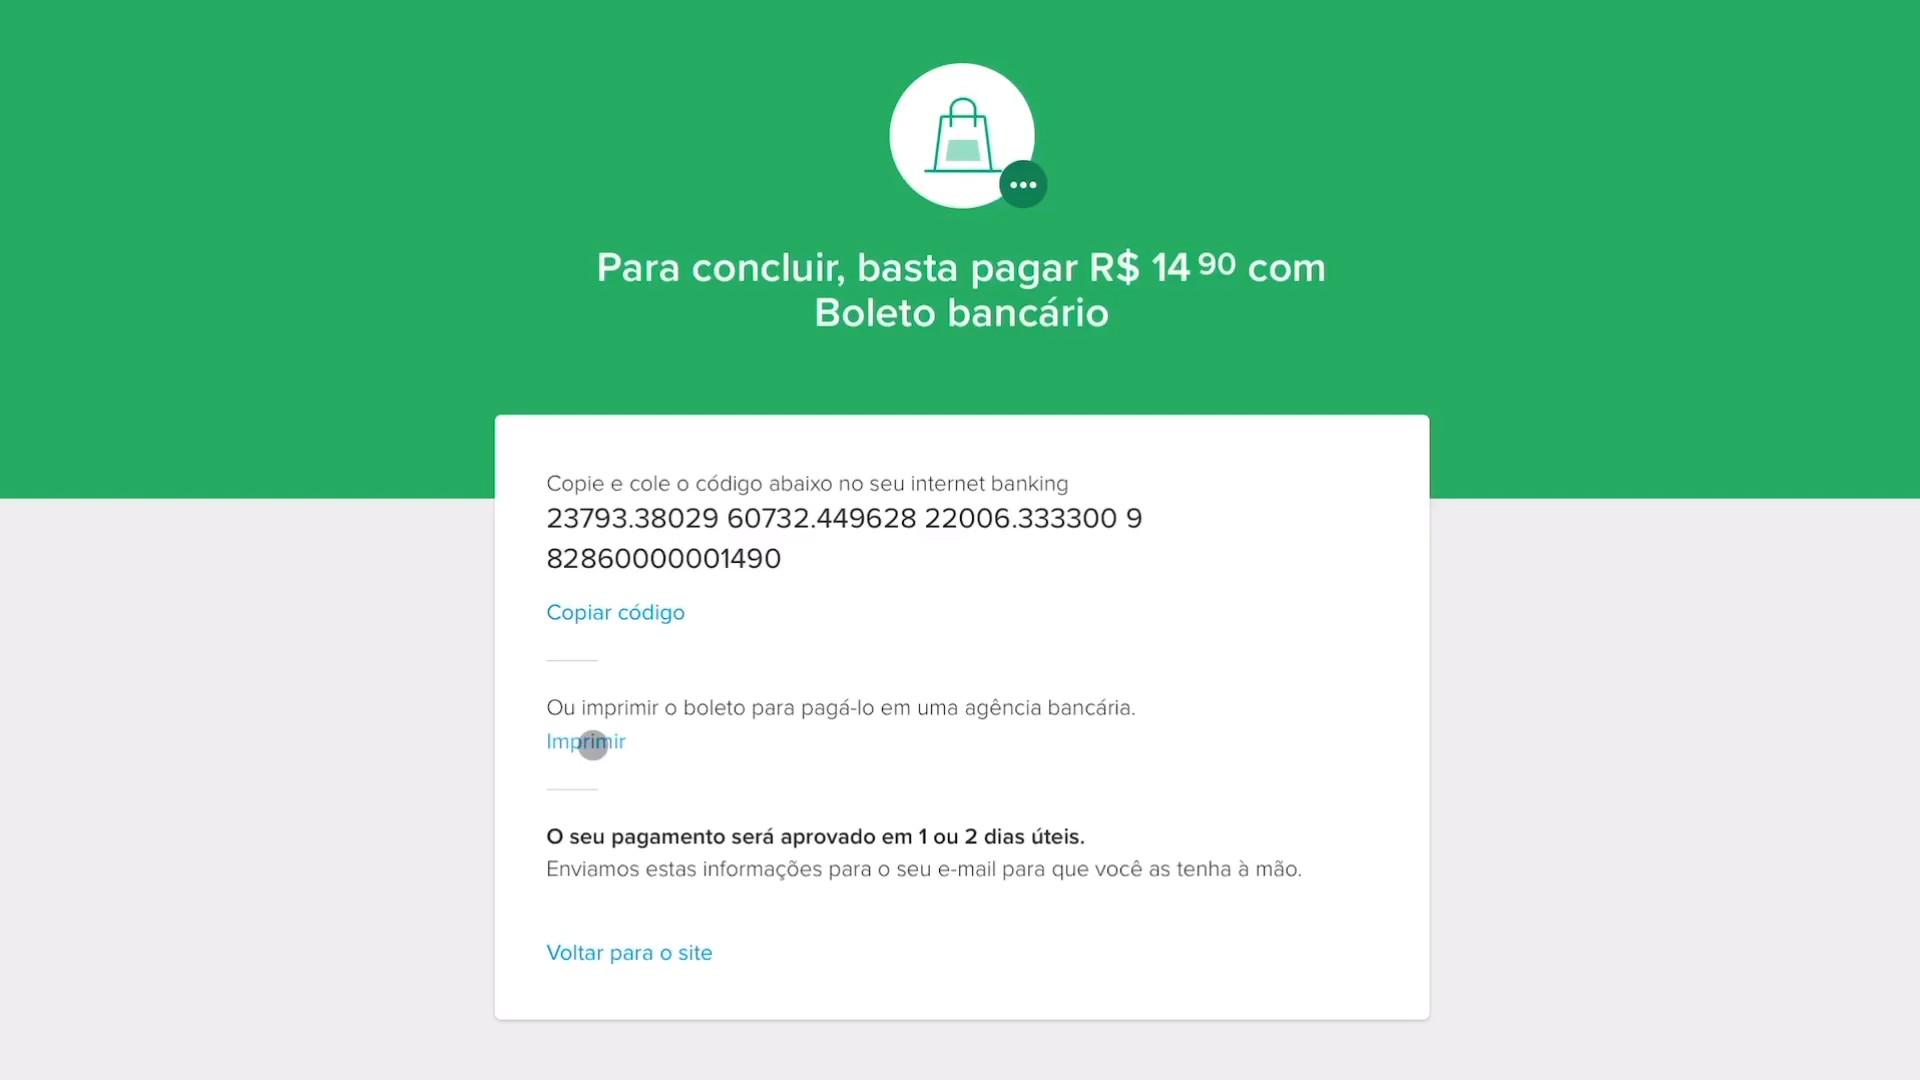 Para concluir, basta pagar R$ 14 90 com
Boleto bancário
Copie e cole o código abaixo no seu internet banking
23793.38029 60732.449628 22006.333300 9
82860000001490
Copiar código
Ou imprimir o boleto para pagá-lo em uma agência bancária.
Imprimir
O seu pagamento será aprovado em 1 ou 2 dias úteis.
Enviamos estas informações para o seu e-mail para que você as tenha à mão.
Voltar para o site